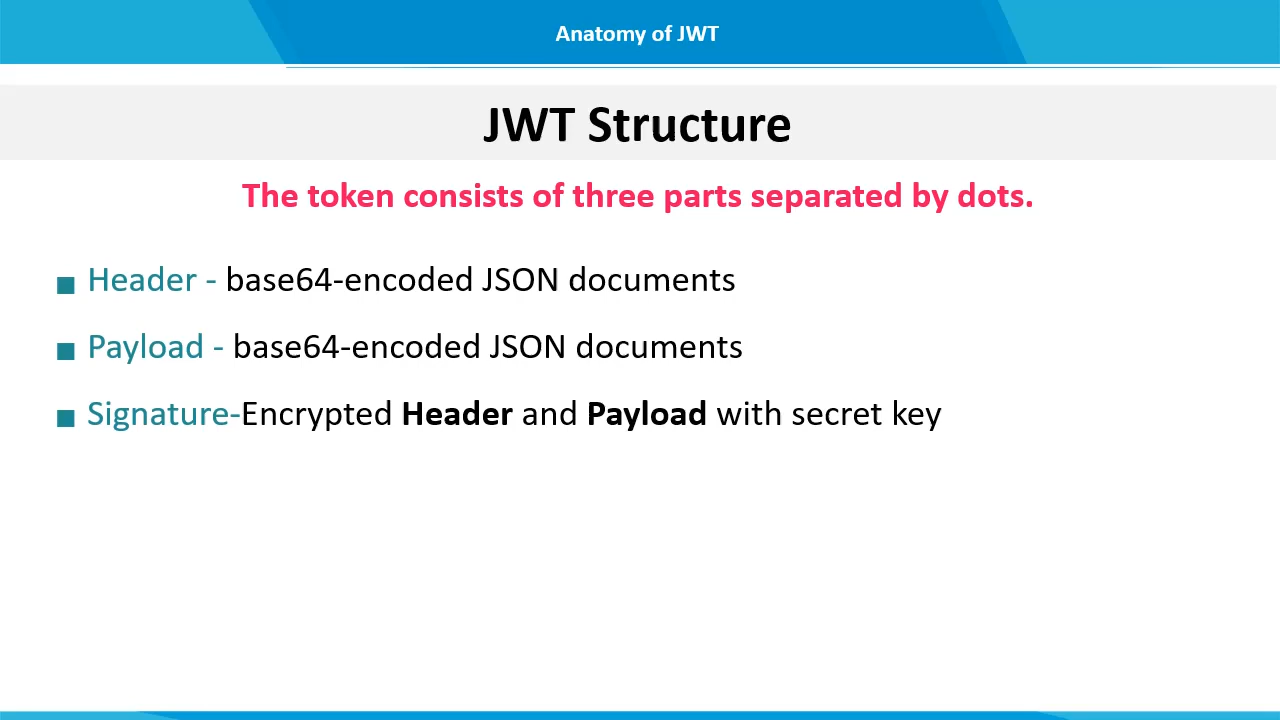 Anatomy of JWT
JWT Structure
The token consists of three parts separated by dots.
Header - base64-encoded JSON documents
Payload - base64-encoded JSON documents
Signature-Encrypted Header and Payload with secret key